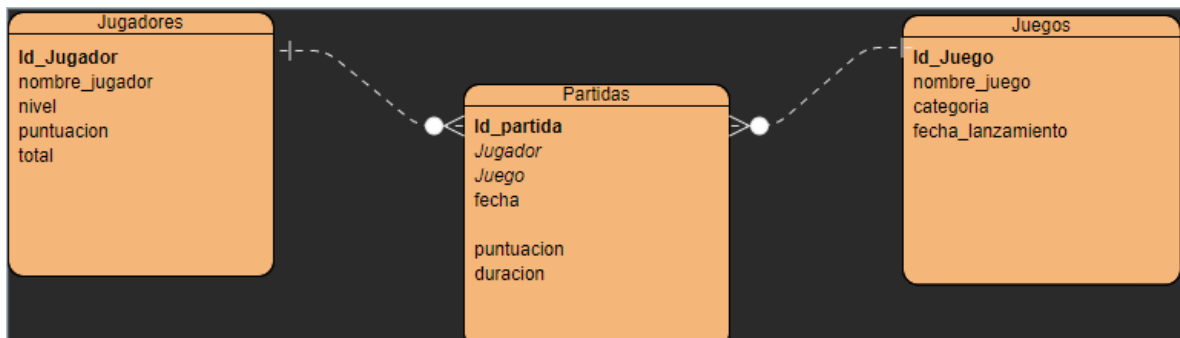 Jugadores
Id_Jugador
nombre_jugador
nivel
puntuacion
total
Partidas
Id_partida
Jugador
Juego
fecha
puntuacion
duracion
Juegos
Id_Juego
nombre_juego
categoria
fecha_lanzamiento